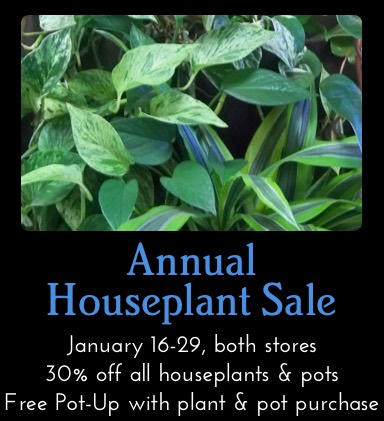 Annual
Houseplant Sale
January 16-29, both stores
30% off all houseplants & pots
Free Pot-Up with plant & pot purchase